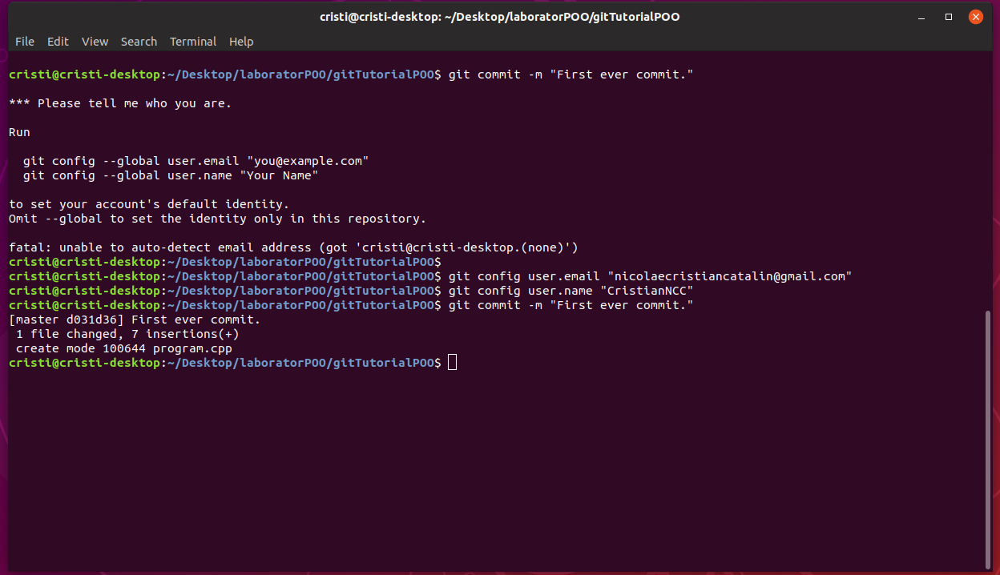 cristi@cristi-desktop: ~/Desktop/laboratorPOO/gitTutorialPOO
File Edit View Search Terminal Help
cristi@cristi-desktop:~/Desktop/laboratorPOO/gitTutorialPOO$ git commit -m "First ever commit."
*** Please tell me who you are.
Run
git config --global user.email "you@example.com"
git config --global user.name "Your Name"
to set your account's default identity.
Omit --global to set the identity only in this repository.
fatal: unable to auto-detect email address (got 'cristi@cristi-desktop.(none)')
cristi@cristi-desktop:~/Desktop/laboratorPOO/gitTutorialPOO$
cristi@cristi-desktop:~/Desktop/laboratorPOO/gitTutorialPOO$ git config user.email "nicolaecristiancatalin@gmail.com"
cristi@cristi-desktop:~/Desktop/laboratorPOO/gitTutorialPOO$ git config user.name "CristianNCC"
cristi@cristi-desktop:~/Desktop/laboratorPOO/gitTutorialPOO$ git commit -m "First ever commit."
[master d031d36] First ever commit.
1 file changed, 7 insertions(+)
create mode 100644 program.cpp
cristi@cristi-desktop:~/Desktop/laboratorPOO/gitTutorialPOO$